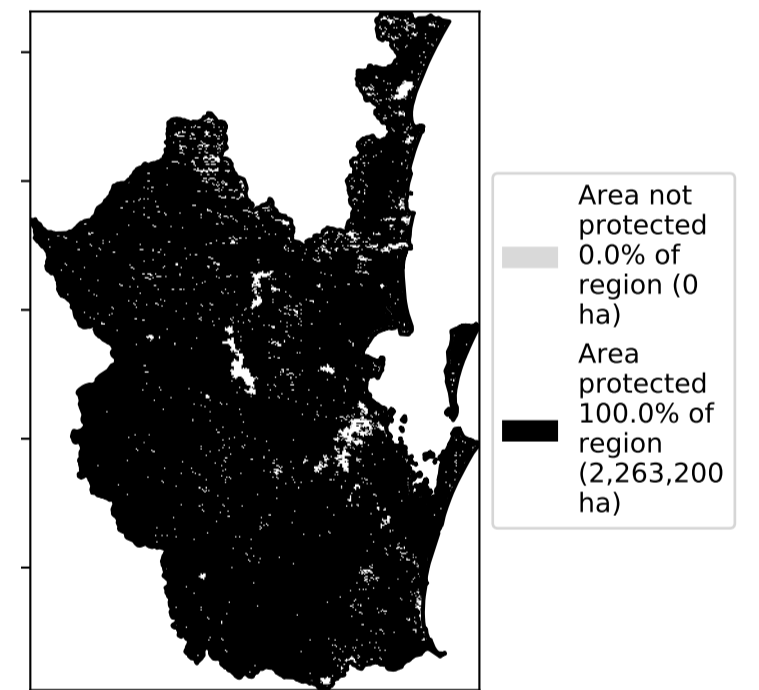 Area not
protected
0.0% of
region (0
ha)
Area
protected
100.0% of
region
(2,263,200
ha)